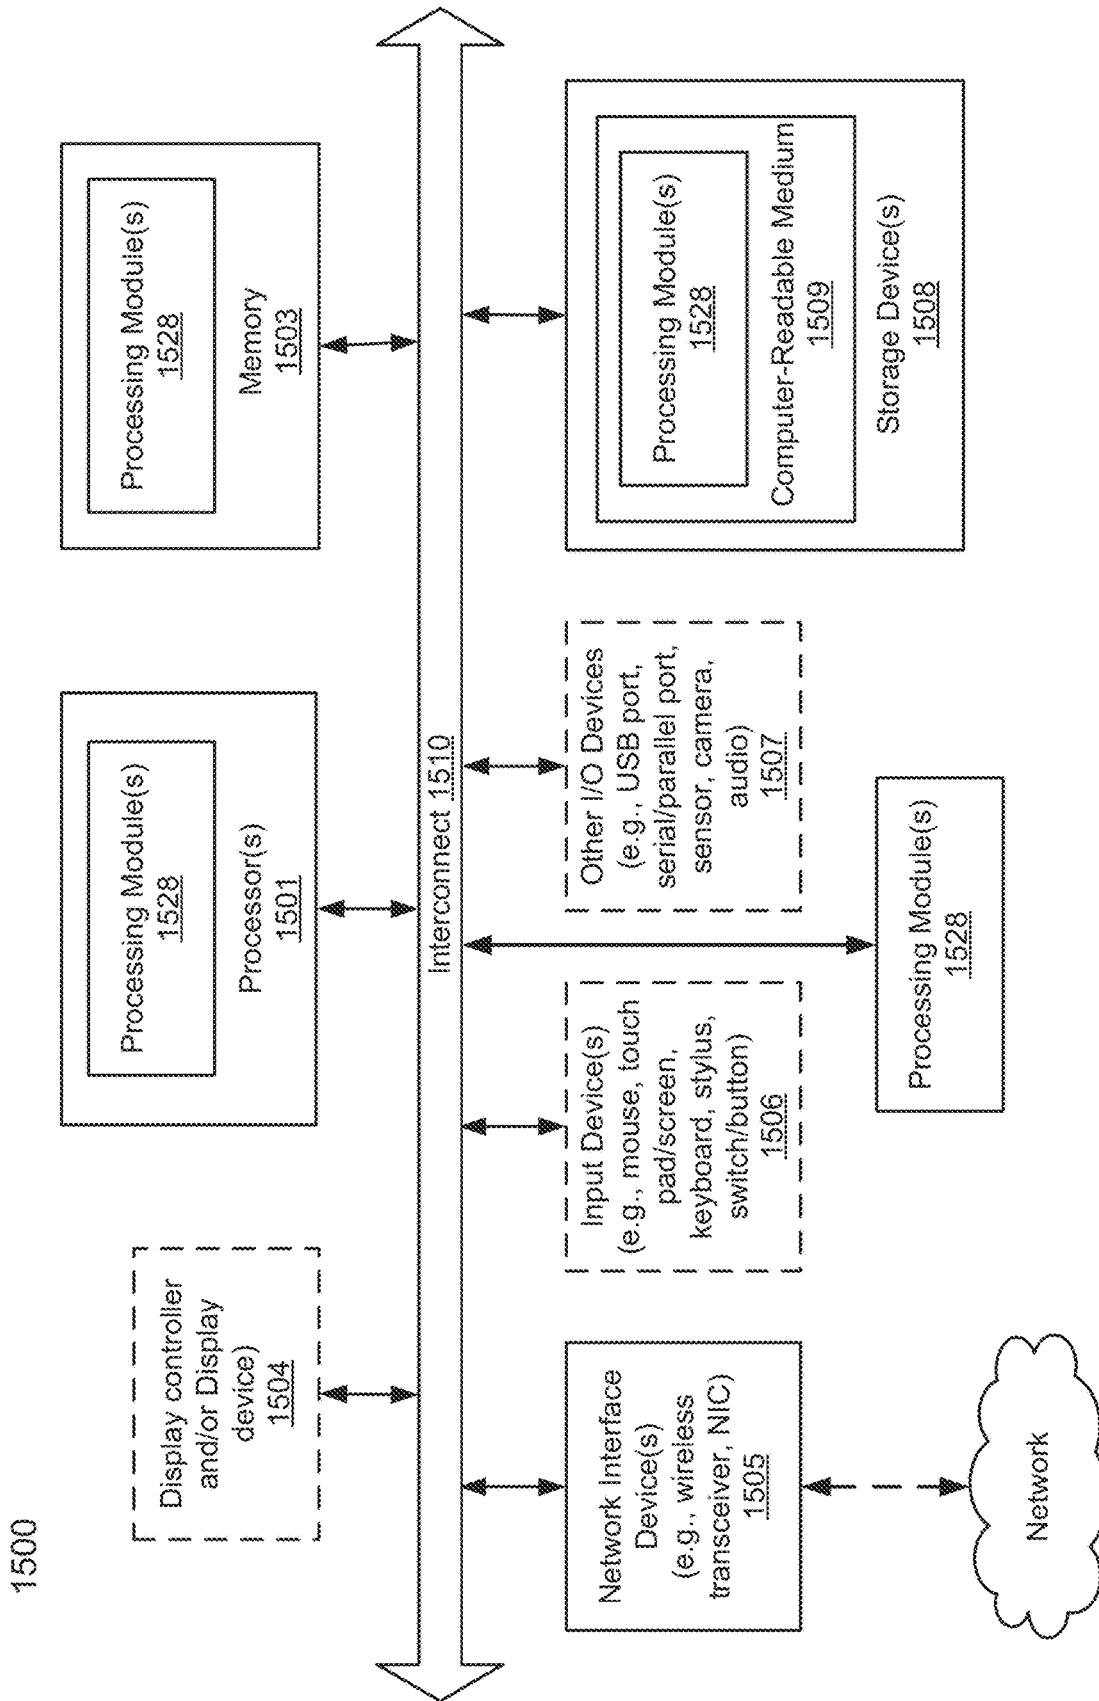 1500
Display controller
and/or Display
device)
1504
Processing Module(s)
1528
Processor(s)
1501
Processing Module(s)
1528
Memory
1503
Interconnect 1510
Network Interface
Device(s)
(e.g., wireless
transceiver, NIC)
1505
Input Device(s)
(e.g., mouse, touch
pad/screen,
keyboard, stylus,
switch/button)
1506
Other I/O Devices
(e.g., USB port,
serial/parallel port,
sensor, camera,
audio)
1507
Processing Module(s)
1528
Computer-Readable Medium
1509
Storage Device(s)
1508
Processing Module(s)
1528
Network